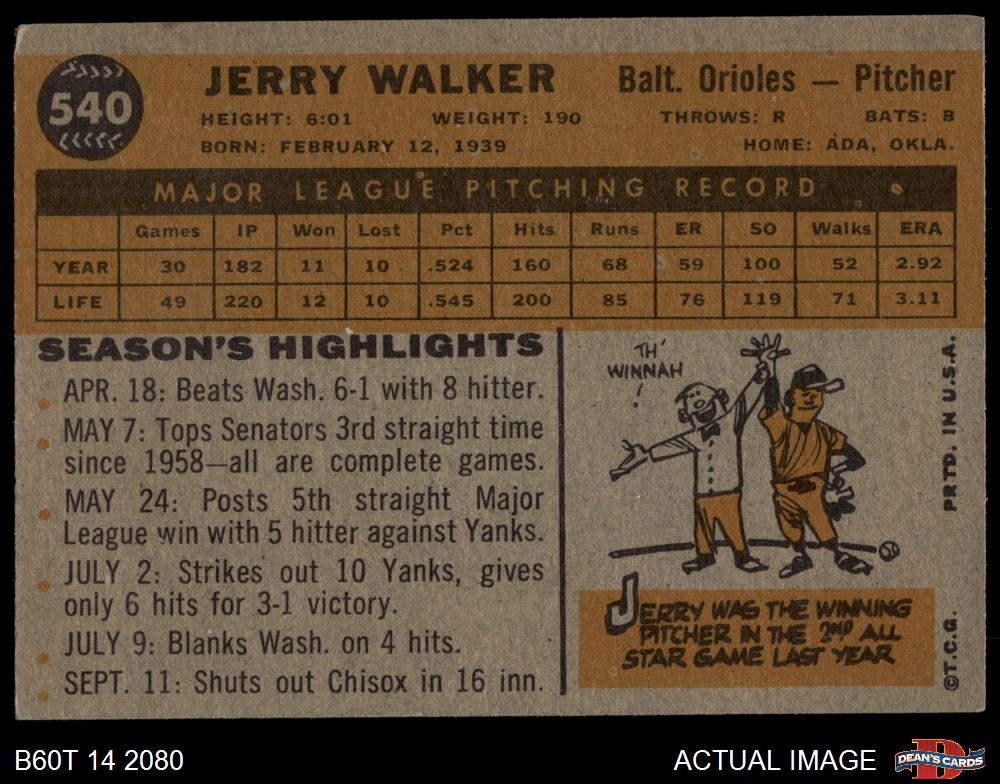 540
JERRY WALKER
Balt. Orioles — Pitcher
HEIGHT: 6:01 WEIGHT: 190 THROWS: R BATS: B
BORN: FEBRUARY 12, 1939 HOME: ADA, OKLA.
MAJOR LEAGUE PITCHING RECORD
Games IP Won Lost Pct Hits Runs ER SO Walks ERA
YEAR 30 182 11 10 .524 160 68 59 100 52 2.92
LIFE 49 220 12 10 .545 200 85 76 119 71 3.11
SEASON'S HIGHLIGHTS
APR. 18: Beats Wash. 6-1 with 8 hitter.
MAY 7: Tops Senators 3rd straight time
since 1958—all are complete games.
MAY 24: Posts 5th straight Major
League win with 5 hitter against Yanks.
JULY 2: Strikes out 10 Yanks, gives
only 6 hits for 3-1 victory.
JULY 9: Blanks Wash. on 4 hits.
SEPT. 11: Shuts out Chisox in 16 inn.
TH'
WINNAH
!
JERRY WAS THE WINNING
PITCHER IN THE 2ND ALL
STAR GAME LAST YEAR
©T.C.G. PRTD. IN U.S.A.
B60T 14 2080
ACTUAL IMAGE
DEAN'S CARDS